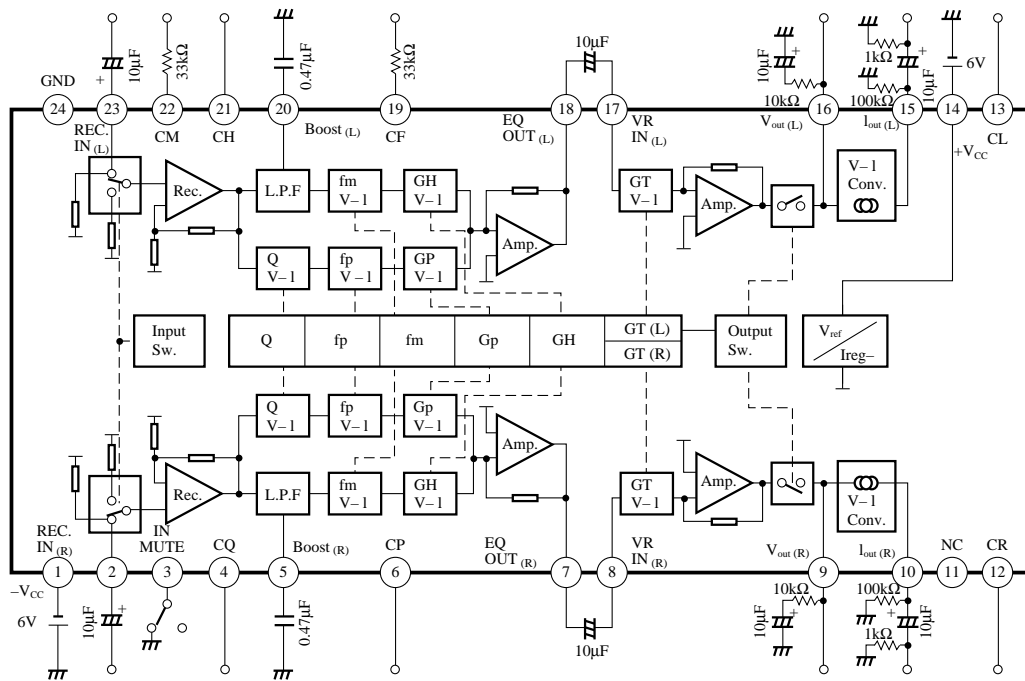 10μF
33kΩ
0.47μF
33kΩ
10μF
10μF
10kΩ
1kΩ
100kΩ
10μF
6V
GND
24
23
22
21
20
19
18
17
16
15
14
13
REC.
IN (L)
CM
CH
Boost (L)
CF
EQ
OUT (L)
VR
IN (L)
Vout (L)
Iout (L)
+VCC
CL
Rec.
L.P.F
fm
V–1
GH
V–1
Amp.
GT
V–1
Amp.
V–1
Conv.
Q
V–1
fp
V–1
GP
V–1
Input
Sw.
Q
fp
fm
Gp
GH
GT (L)
GT (R)
Output
Sw.
Vref
Ireg–
Q
V–1
fp
V–1
Gp
V–1
Amp.
Rec.
L.P.F
fm
V–1
GH
V–1
GT
V–1
Amp.
V–1
Conv.
REC.
IN (R)
IN
MUTE
CQ
Boost (R)
CP
EQ
OUT (R)
VR
IN (R)
Vout (R)
Iout (R)
NC
CR
1
2
3
4
5
6
7
8
9
10
11
12
–VCC
6V
10μF
0.47μF
10μF
10μF
10kΩ
100kΩ
1kΩ
10μF